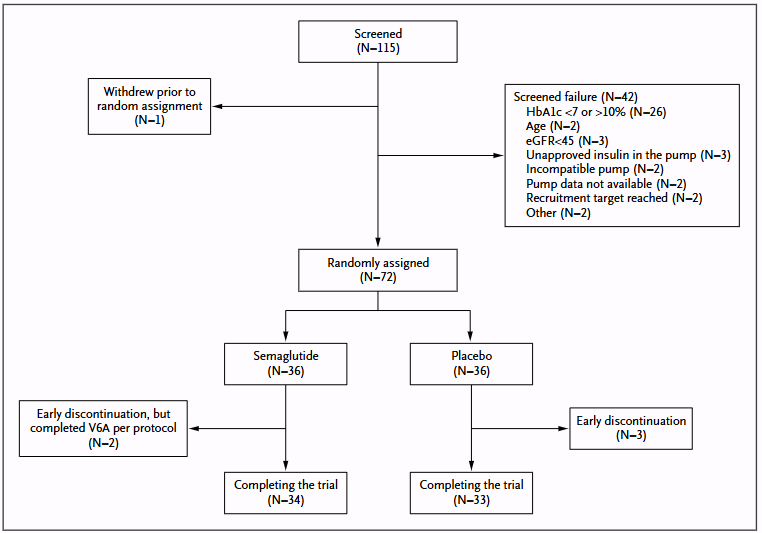 Screened
(N–115)
Withdrew prior to
random assignment
(N–1)
Screened failure (N–42)
HbA1c <7 or >10% (N–26)
Age (N–2)
eGFR<45 (N–3)
Unapproved insulin in the pump (N–3)
Incompatible pump (N–2)
Pump data not available (N–2)
Recruitment target reached (N–2)
Other (N–2)
Randomly assigned
(N–72)
Semaglutide
(N–36)
Placebo
(N–36)
Early discontinuation, but
completed V6A per protocol
(N–2)
Early discontinuation
(N–3)
Completing the trial
(N–34)
Completing the trial
(N–33)